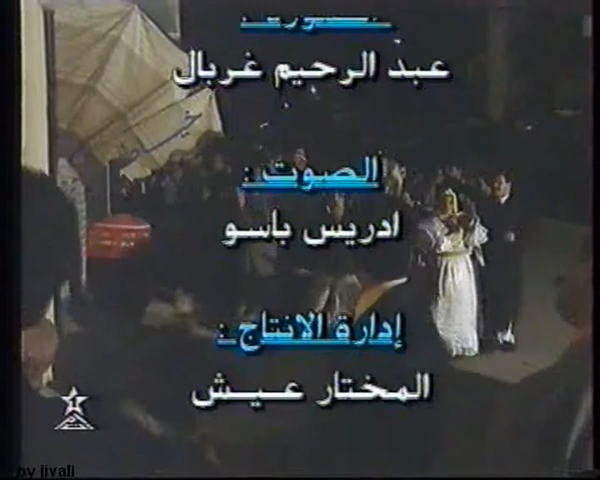 عبد الرحيم غربال
الصوت :
ادريس باسو
إدارة الانتاج :
المختار عيش
by jivali